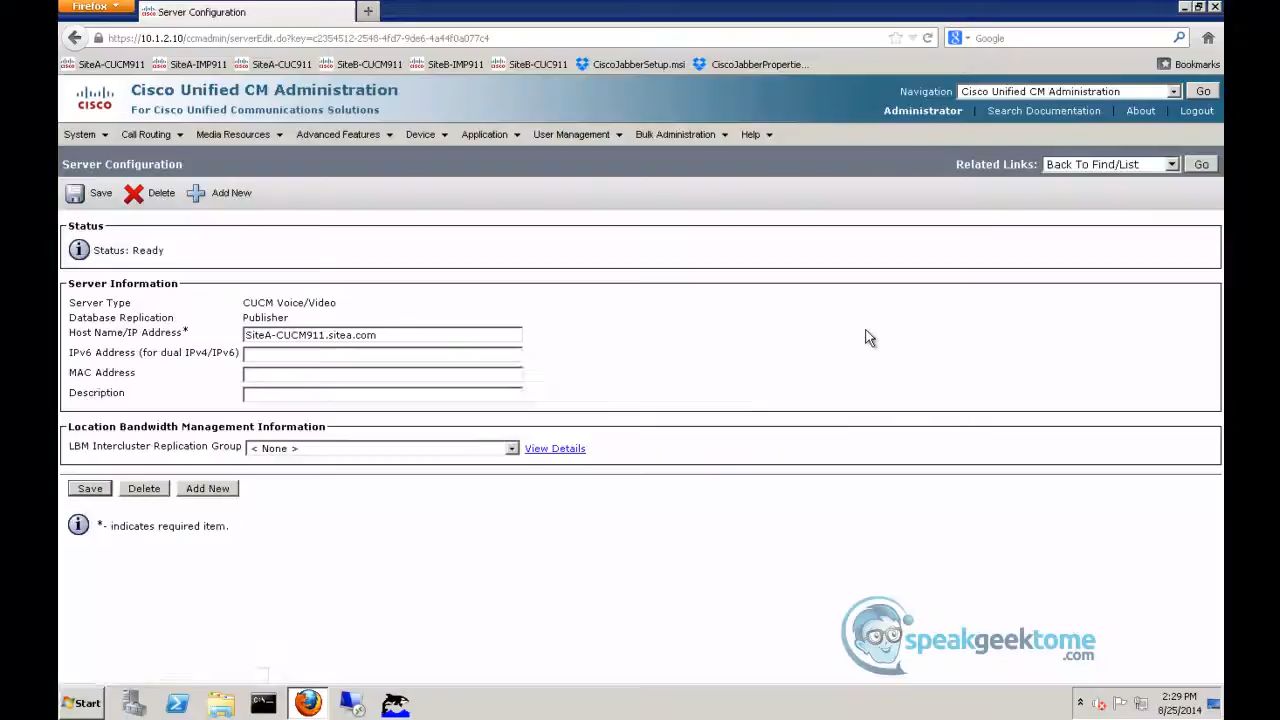 Firefox
Server Configuration
https://10.1.2.10/ccmadmin/serverEdit.do?key=c2354512-2548-4fd7-9de6-4a44f0a077c4
Google
SiteA-CUCM911 SiteA-IMP911 SiteA-CUC911 SiteB-CUCM911 SiteB-IMP911 SiteB-CUC911 CiscoJabberSetup.msi CiscoJabberPropertie... Bookmarks
CISCO
Cisco Unified CM Administration
For Cisco Unified Communications Solutions
Navigation Cisco Unified CM Administration Go
Administrator | Search Documentation | About | Logout
System Call Routing Media Resources Advanced Features Device Application User Management Bulk Administration Help
Server Configuration
Related Links: Back To Find/List Go
Save Delete Add New
Status
Status: Ready
Server Information
Server Type CUCM Voice/Video
Database Replication Publisher
Host Name/IP Address* SiteA-CUCM911.sitea.com
IPv6 Address (for dual IPv4/IPv6)
MAC Address
Description
Location Bandwidth Management Information
LBM Intercluster Replication Group < None > View Details
Save Delete Add New
*- indicates required item.
speakgeektome
.com
Start
2:29 PM
8/25/2014